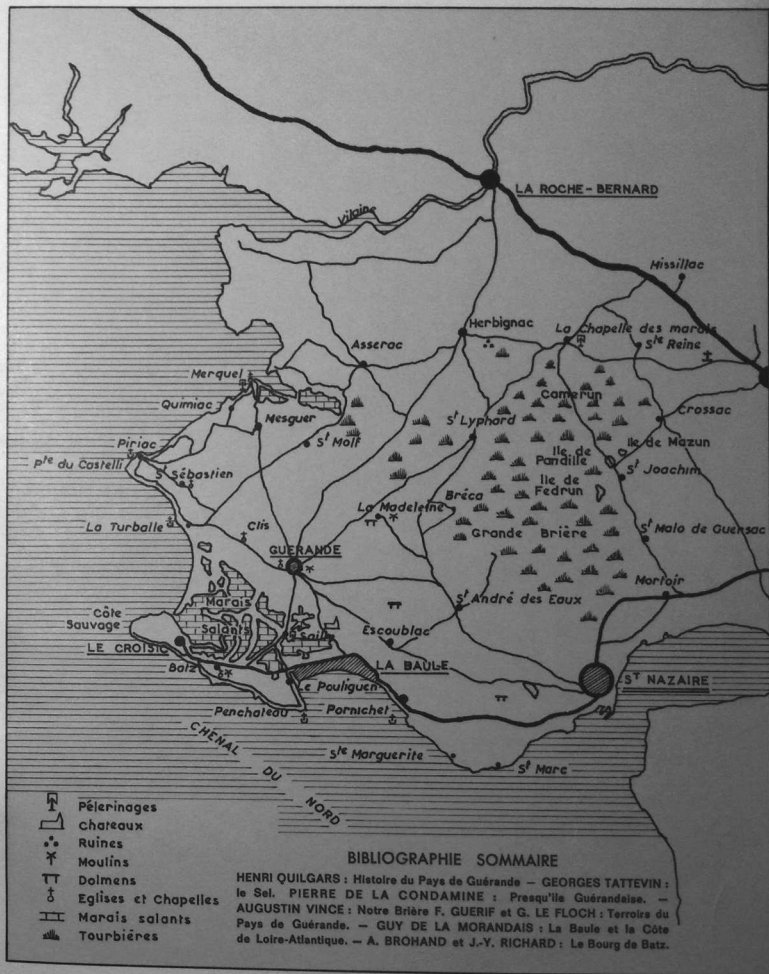 LA ROCHE-BERNARD
Vilaine
Missillac
Herbignac
La Chapelle des marais
Ste Reine
Asserac
Merquel
Camerun
Quimiac
Mesquer
Crossac
St Lyphard
St Molf
Ile de Mazun
Piriac
Ile de
Pandille
Pte du Castelli
St Joachim
St Sébastien
Ile de
Fedrun
Bréca
La Madeleine
La Turballe
Clis
Grande Brière
St Malo de Guersac
GUERANDE
Montoir
Marais
St André des Eaux
Côte
Sauvage
Salants
Saillé
Escoublac
LE CROISIC
Batz
LA BAULE
ST NAZAIRE
Le Pouliguen
Penchateau
Pornichet
CHENAL DU NORD
Ste Marguerite
St Marc
Pélerinages
Chateaux
Ruines
Moulins
Dolmens
Eglises et Chapelles
Marais salants
Tourbiéres
BIBLIOGRAPHIE SOMMAIRE
HENRI QUILGARS : Histoire du Pays de Guérande – GEORGES TATTEVIN :
le Sel. PIERRE DE LA CONDAMINE : Presqu'ile Guérandaise. –
AUGUSTIN VINCE : Notre Brière F. GUERIF et G. LE FLOCH : Terroirs du
Pays de Guérande. – GUY DE LA MORANDAIS : La Baule et la Côte
de Loire-Atlantique. – A. BROHAND et J.-Y. RICHARD : Le Bourg de Batz.